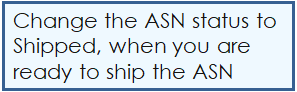 Change the ASN status to
Shipped, when you are
ready to ship the ASN